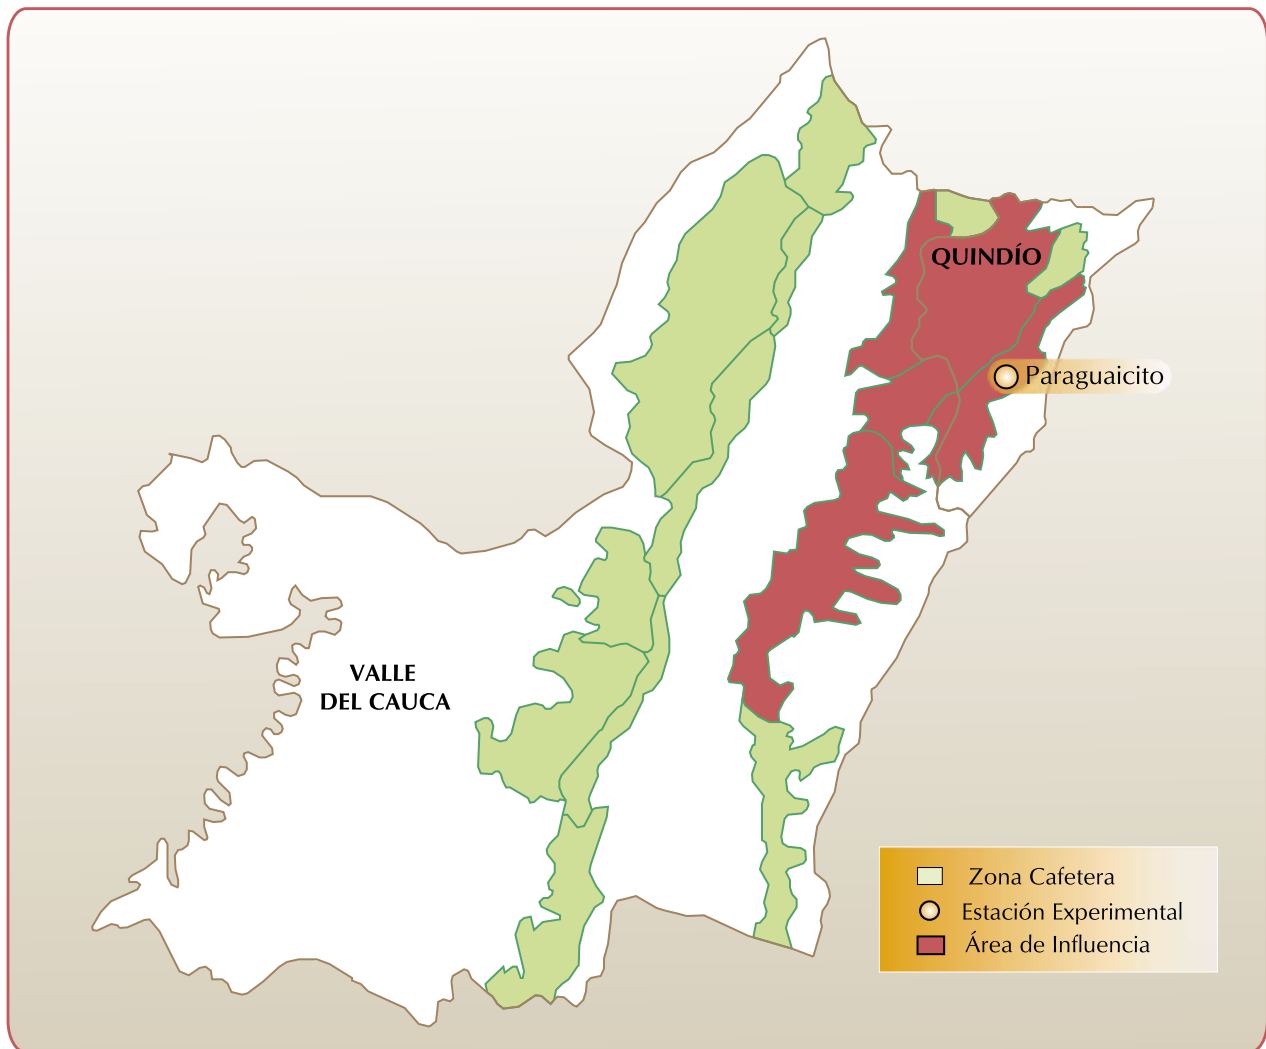 QUINDÍO
Paraguaicito
VALLE
DEL CAUCA
Zona Cafetera
Estación Experimental
Área de Influencia